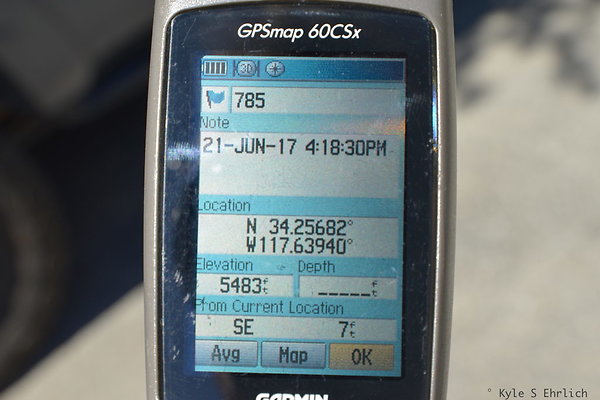 GPSmap 60CSx
3D
785
Note
21-JUN-17 4:18:30PM
Location
N 34.25682°
W117.63940°
Elevation Depth
5483ft _____ft
From Current Location
SE 7ft
Avg Map OK
GARMIN
° Kyle S Ehrlich